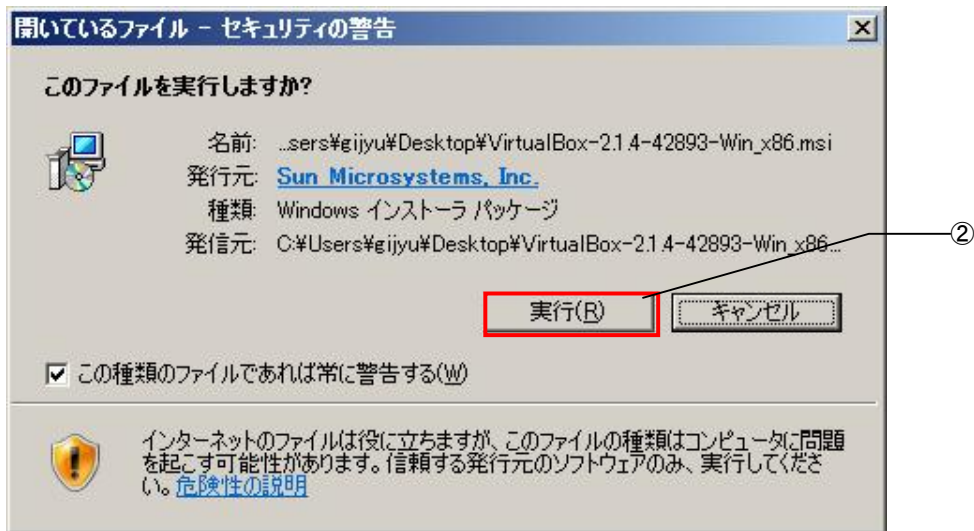 開いているファイル - セキュリティの警告
このファイルを実行しますか?
名前: ...sers¥gijyu¥Desktop¥VirtualBox-2.1.4-42893-Win_x86.msi
発行元: Sun Microsystems, Inc.
種類: Windows インストーラ パッケージ
発信元: C:¥Users¥gijyu¥Desktop¥VirtualBox-2.1.4-42893-Win_x86...
②
実行(R) キャンセル
この種類のファイルであれば常に警告する(W)
インターネットのファイルは役に立ちますが、このファイルの種類はコンピュータに問題
を起こす可能性があります。信頼する発行元のソフトウェアのみ、実行してくださ
い。危険性の説明